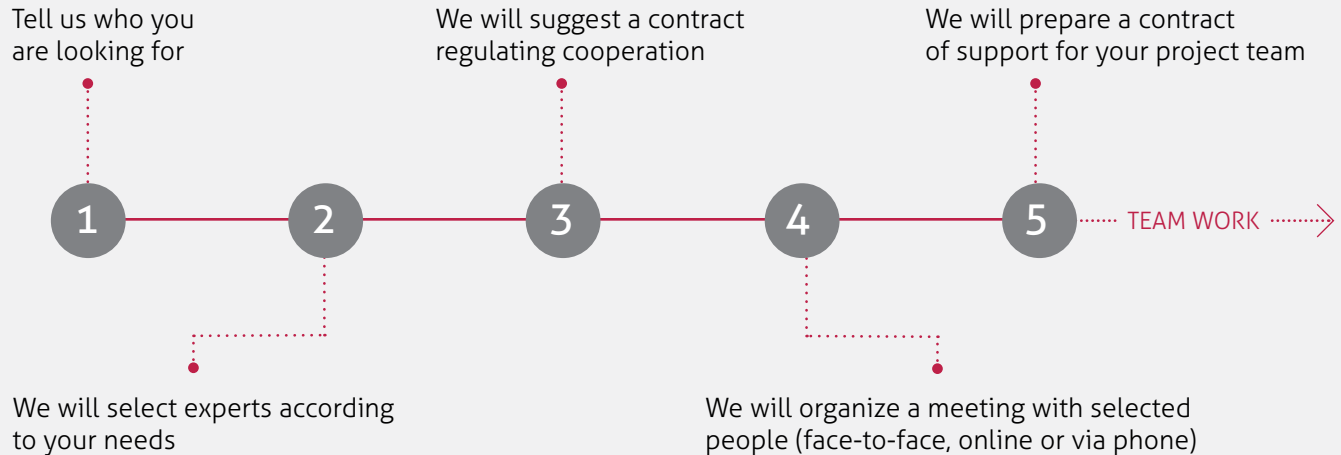 Tell us who you
are looking for
We will suggest a contract
regulating cooperation
We will prepare a contract
of support for your project team
1
2
3
4
5
TEAM WORK
We will select experts according
to your needs
We will organize a meeting with selected
people (face-to-face, online or via phone)